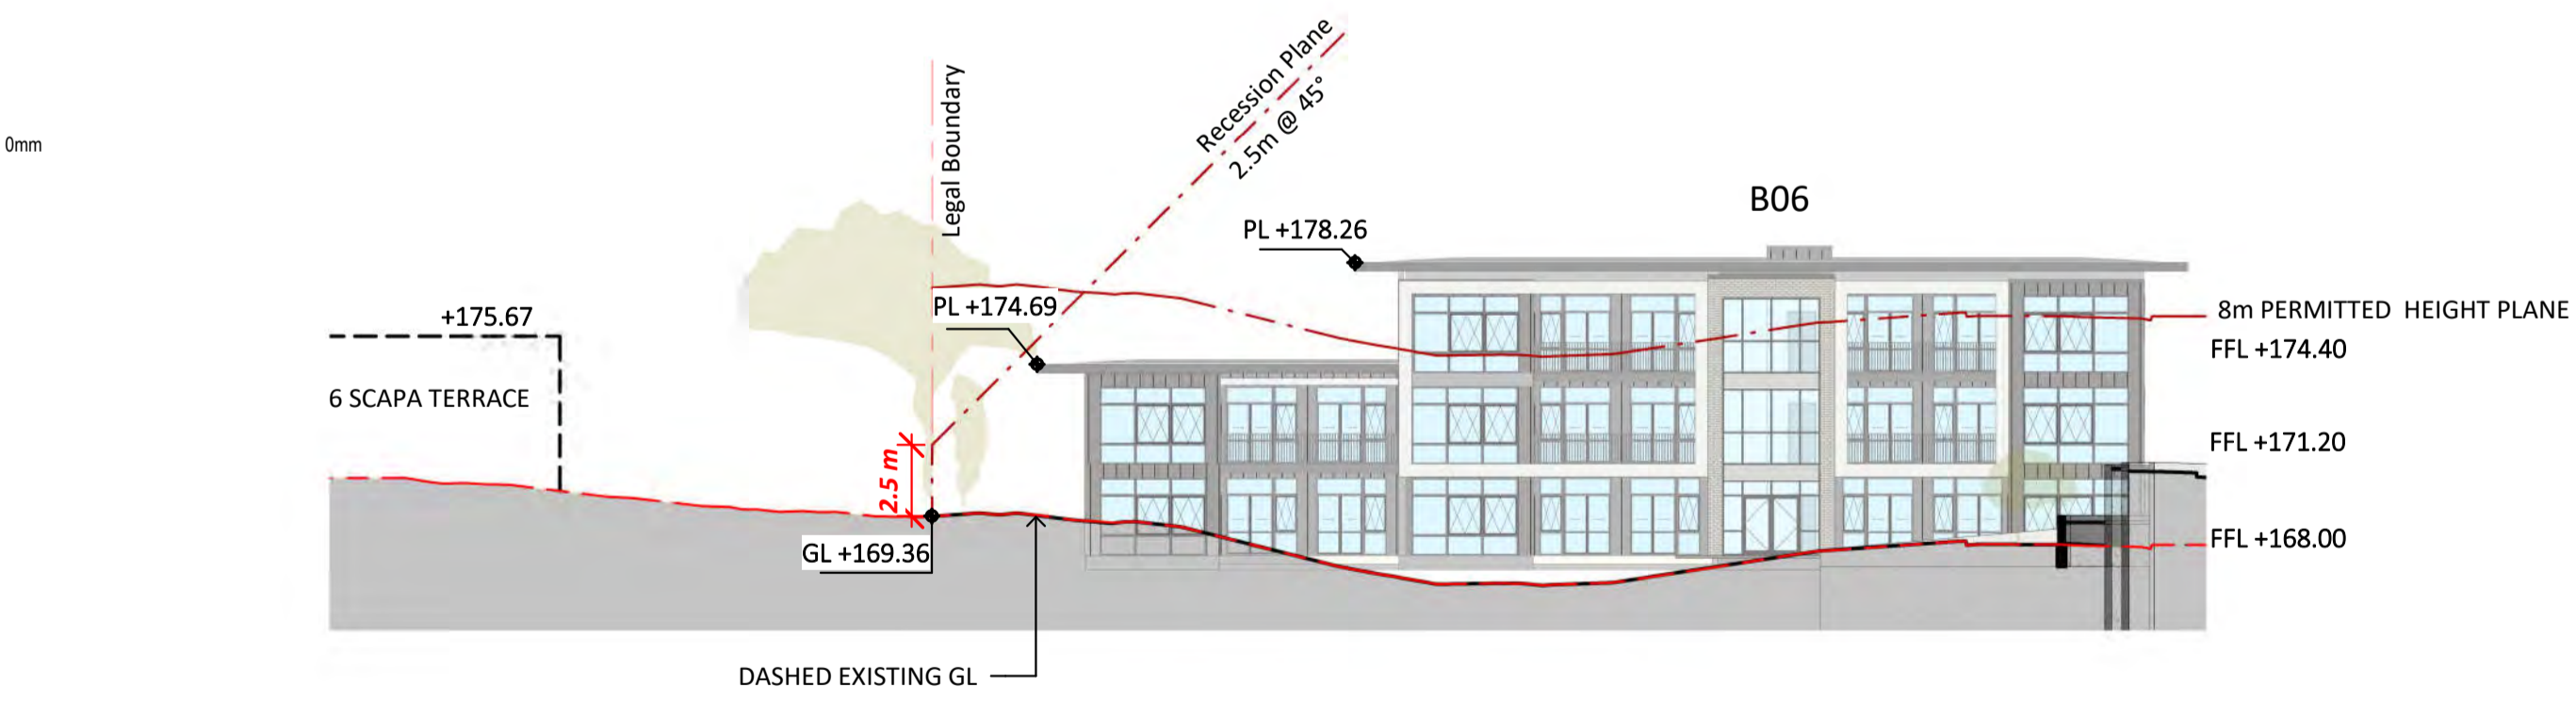 0mm
Legal Boundary
Recession Plane
2.5m @ 45°
B06
PL +178.26
PL +174.69
+175.67
6 SCAPA TERRACE
8m PERMITTED HEIGHT PLANE
FFL +174.40
FFL +171.20
FFL +168.00
2.5 m
GL +169.36
DASHED EXISTING GL